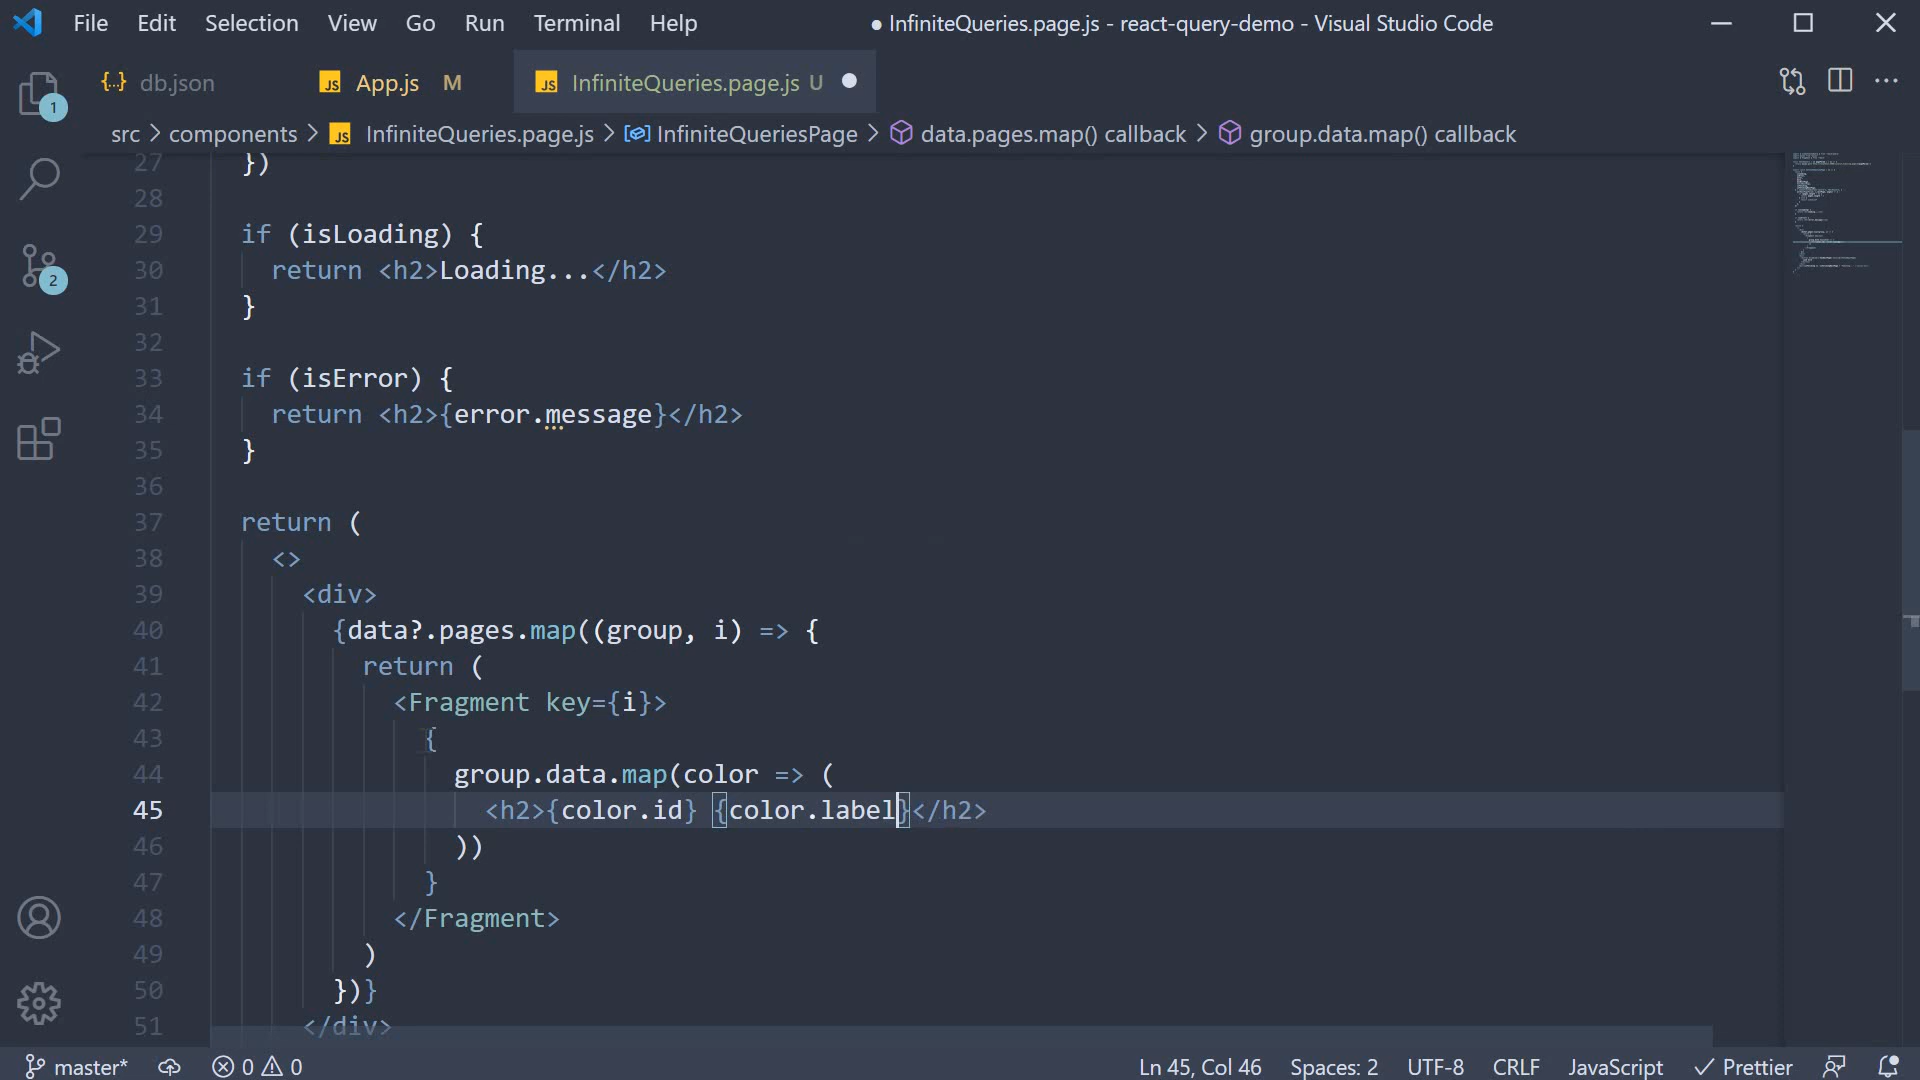 File Edit Selection View Go Run Terminal Help ● InfiniteQueries.page.js - react-query-demo - Visual Studio Code
{..} db.json JS App.js M JS InfiniteQueries.page.js U
src > components > JS InfiniteQueries.page.js > InfiniteQueriesPage > data.pages.map() callback > group.data.map() callback
1
2
27 })
28
29 if (isLoading) {
30 return <h2>Loading...</h2>
31 }
32
33 if (isError) {
34 return <h2>{error.message}</h2>
35 }
36
37 return (
38 <>
39 <div>
40 {data?.pages.map((group, i) => {
41 return (
42 <Fragment key={i}>
43 {
44 group.data.map(color => (
45 <h2>{color.id} {color.label}</h2>
46 ))
47 }
48 </Fragment>
49 )
50 })}
51 </div>
master* 0 0 Ln 45, Col 46 Spaces: 2 UTF-8 CRLF JavaScript Prettier